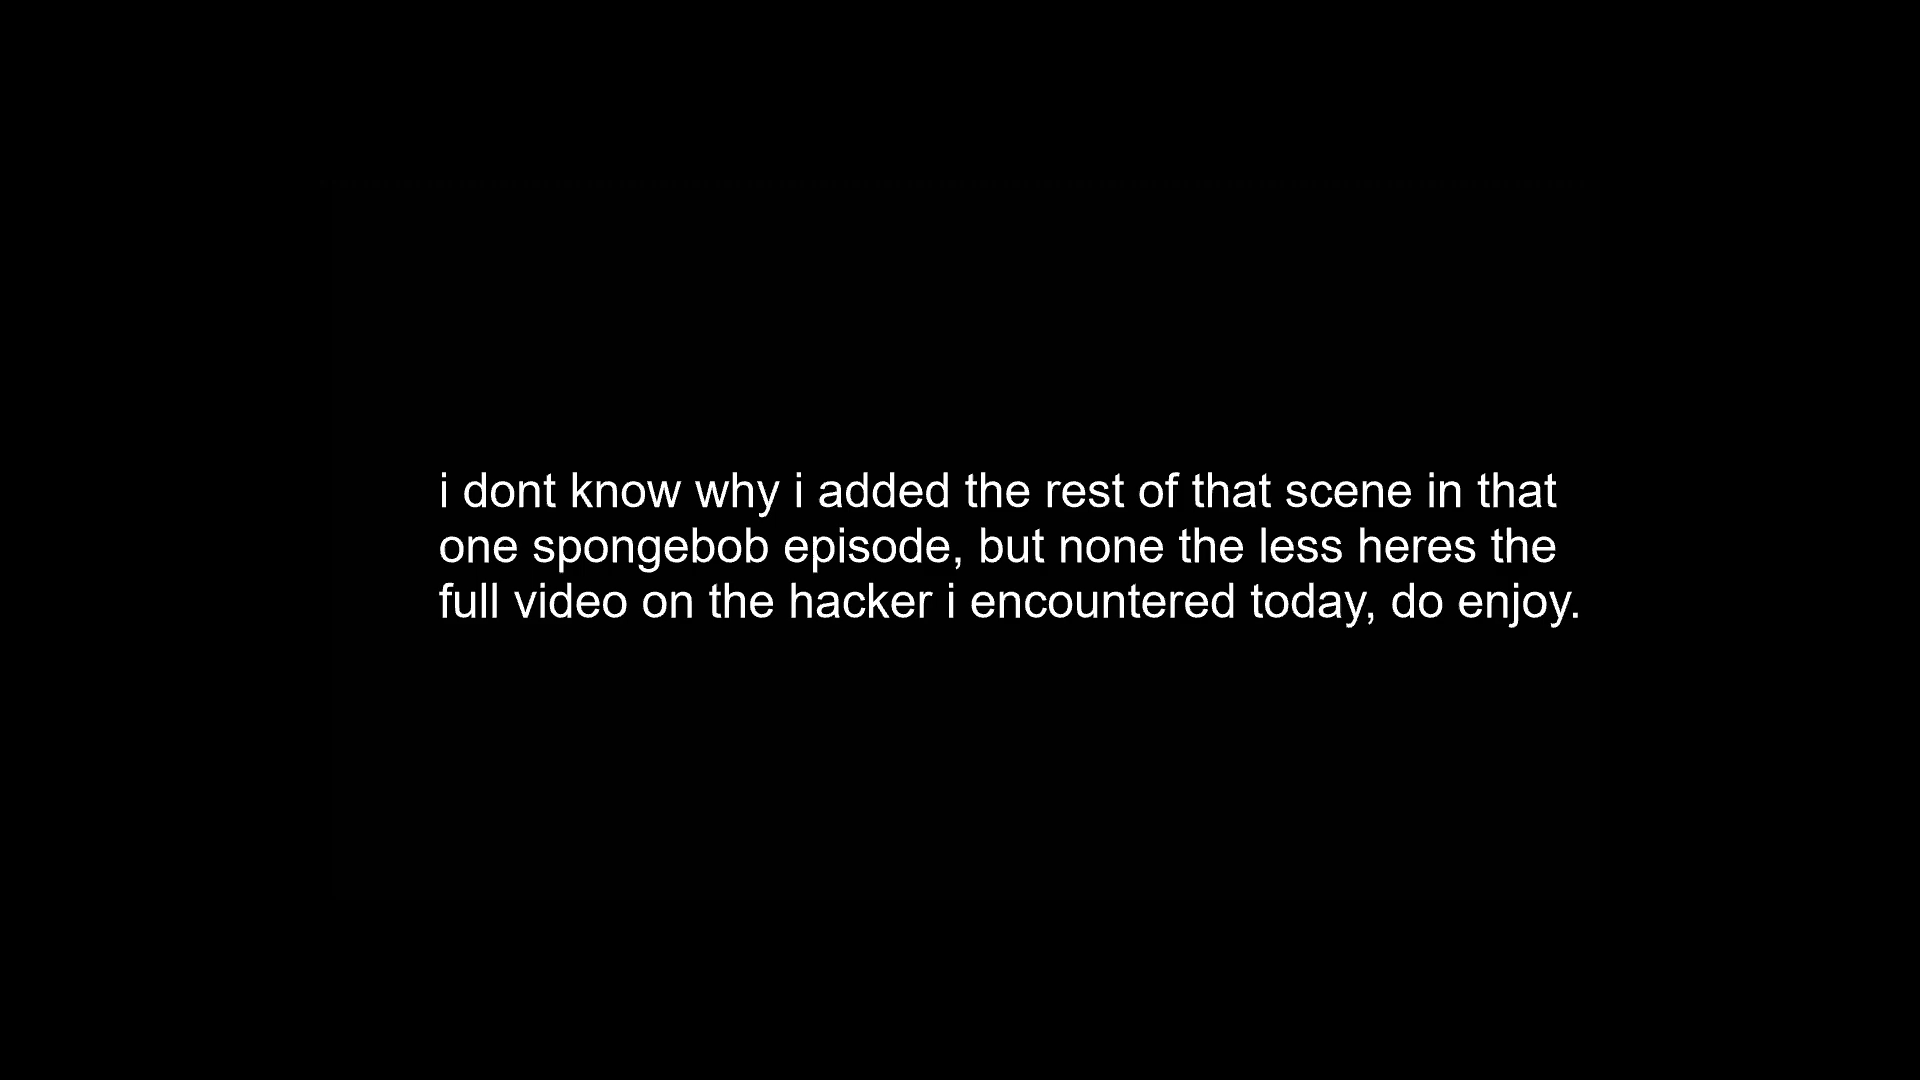 i dont know why i added the rest of that scene in that
one spongebob episode, but none the less heres the
full video on the hacker i encountered today, do enjoy.